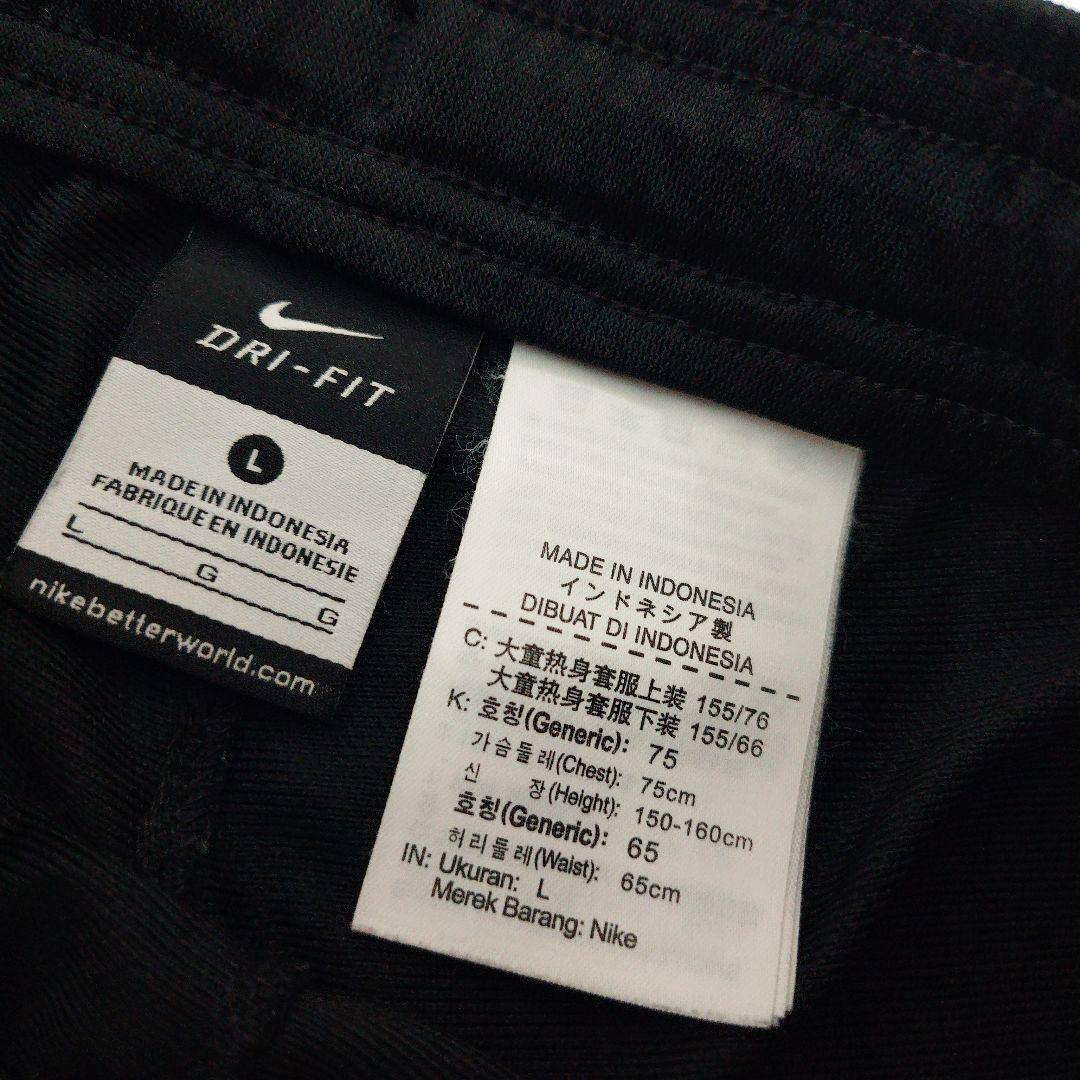 DRI-FIT
L
MADE IN INDONESIA
FABRIQUE EN INDONESIE
L
G
G
nikebetterworld.com
MADE IN INDONESIA
インドネシア製
DIBUAT DI INDONESIA
C: 大童热身套服上装 155/76
大童热身套服下装 155/66
K: 호칭(Generic): 75
가슴둘레(Chest): 75cm
신 장(Height): 150-160cm
호칭(Generic): 65
허리둘레(Waist): 65cm
IN: Ukuran: L
Merek Barang: Nike